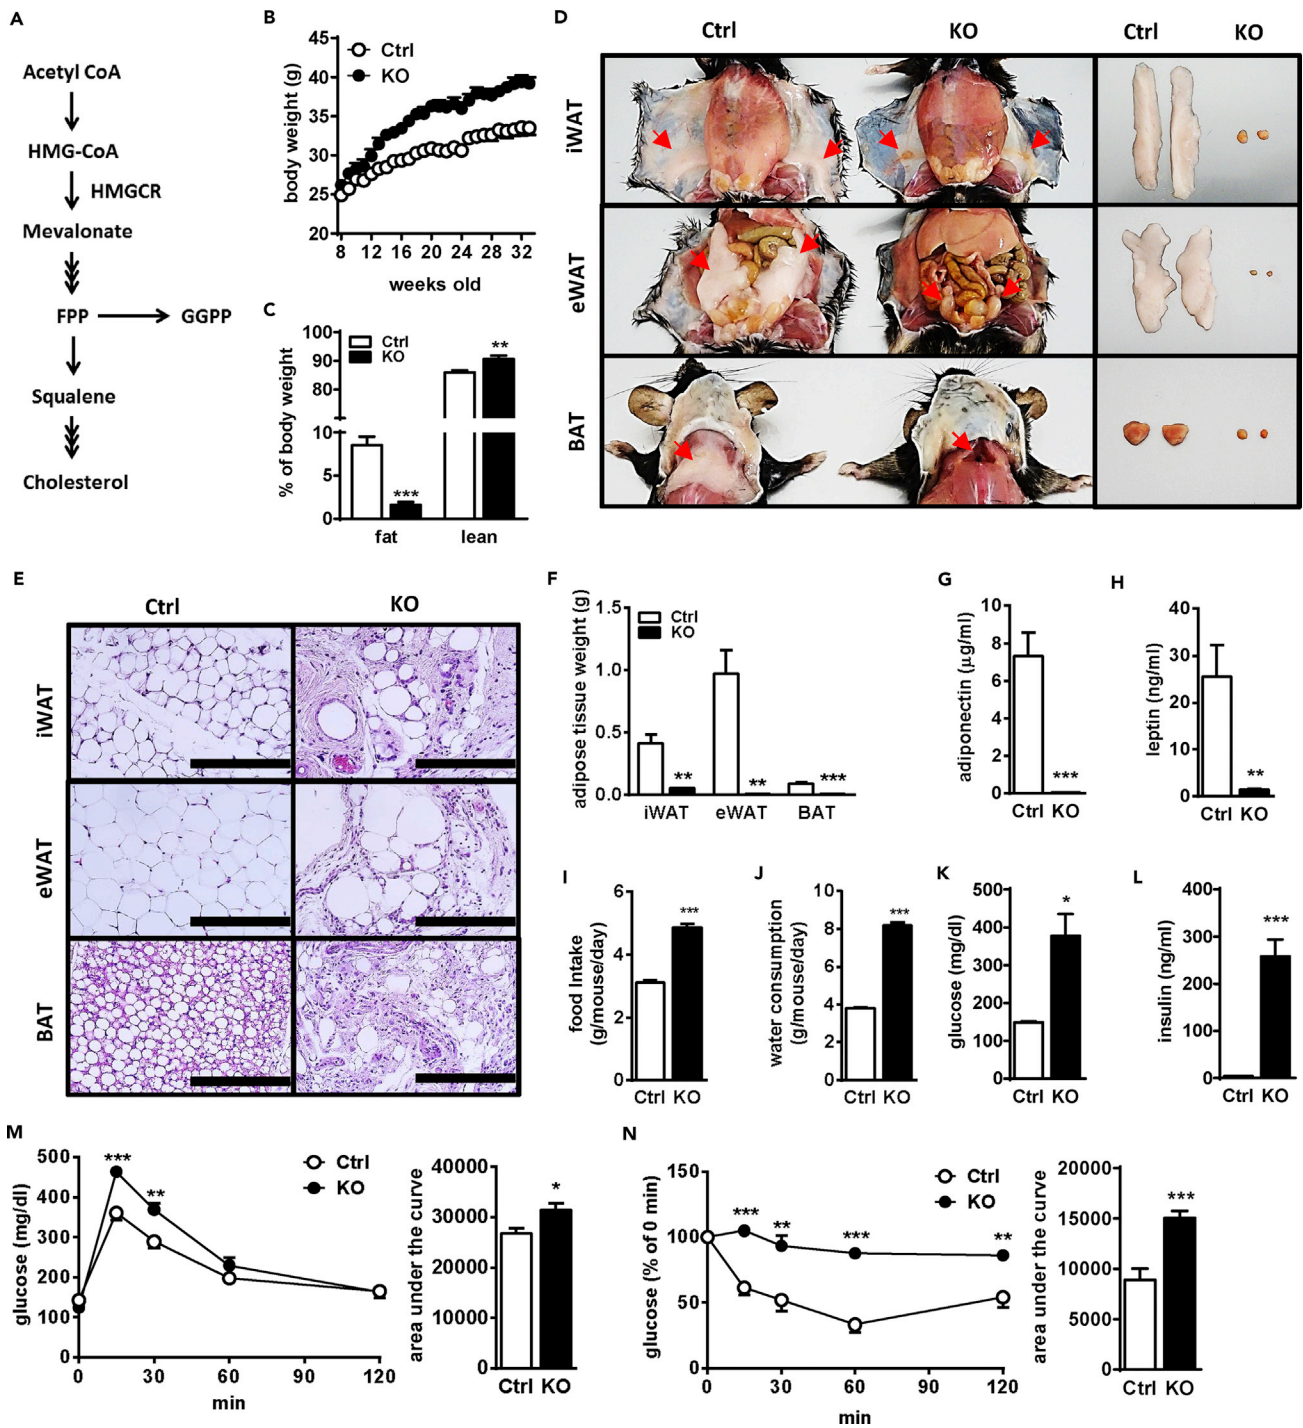 A
Acetyl CoA
HMG-CoA
HMGCR
Mevalonate
FPP
GGPP
Squalene
Cholesterol
B
body weight (g)
45
40
35
30
25
20
Ctrl
KO
8 12 16 20 24 28 32
weeks old
C
% of body weight
100
90
80
10
5
0
Ctrl
KO
***
**
fat lean
D
Ctrl KO Ctrl KO
iWAT
eWAT
BAT
E
Ctrl KO
iWAT
eWAT
BAT
F
adipose tissue weight (g)
1.5
1.0
0.5
0.0
Ctrl
KO
** ** ***
iWAT eWAT BAT
G
adiponectin (µg/ml)
8
6
4
2
0
***
Ctrl KO
H
leptin (ng/ml)
40
30
20
10
0
**
Ctrl KO
I
food Intake
(g/mouse/day)
6
4
2
0
***
Ctrl KO
J
water consumption
(g/mouse/day)
10
8
6
4
2
0
***
Ctrl KO
K
glucose (mg/dl)
500
400
300
200
100
0
*
Ctrl KO
L
insulin (ng/ml)
400
300
200
100
0
***
Ctrl KO
M
glucose (mg/dl)
500
400
300
200
100
0
***
**
Ctrl
KO
0 30 60 90 120
min
area under the curve
40000
30000
20000
10000
0
*
Ctrl KO
N
glucose (% of 0 min)
150
100
50
0
*** ** *** **
Ctrl
KO
0 30 60 90 120
min
area under the curve
20000
15000
10000
5000
0
***
Ctrl KO